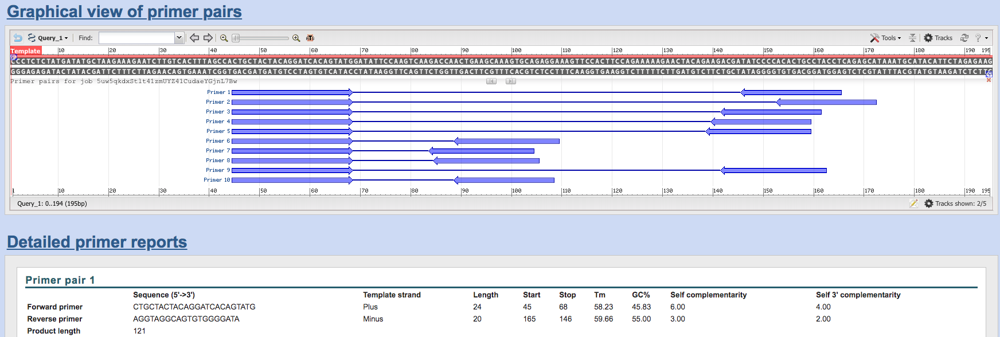 Graphical view of primer pairs
Query_1 Find: Tools Tracks ?
Template 10 20 30 40 50 60 70 80 90 100 110 120 130 140 150 160 170 180 190 195
5' CCTCTCTATGATATGCTAAGAAAGAATCTTGTCACTTTAGCCACTGCTACTACAGGATCACAGTATGGATATTCCAAGTCAAGACCAACTGAAGCAAAGTGCAGAGGAAAGTTCCACTTCCAGAAAAAGAACTACAGAAGACGATATCCCCACACTGCCTACCTCAGAGCATAAATGCATACATTCTAGAGAAG
GGGAGAGATACTATACGATTCTTTCTTAGAACAGTGAAATCGGTGACGATGATGTCCTAGTGTCATACCTATAAGGTTCAGTTCTGGTTGACTTCGTTTCACGTCTCCTTTCAAGGTGAAGGTCTTTTTCTTGATGTCTTCTGCTATAGGGGTGTGACGGATGGAGTCTCGTATTTACGTATGTAAGATCTCTTC
Primer pairs for job 5uw5qkdxStlt41zmUYZ41CudaeYGjnL7Bw
Primer 1
Primer 2
Primer 3
Primer 4
Primer 5
Primer 6
Primer 7
Primer 8
Primer 9
Primer 10
1 10 20 30 40 50 60 70 80 90 100 110 120 130 140 150 160 170 180 190 195
Query_1: 0..194 (195bp) Tracks shown: 2/5
Detailed primer reports
Primer pair 1
Sequence (5'->3') Template strand Length Start Stop Tm GC% Self complementarity Self 3' complementarity
Forward primer CTGCTACTACAGGATCACAGTATG Plus 24 45 68 58.23 45.83 6.00 4.00
Reverse primer AGGTAGGCAGTGTGGGGATA Minus 20 165 146 59.66 55.00 3.00 2.00
Product length 121